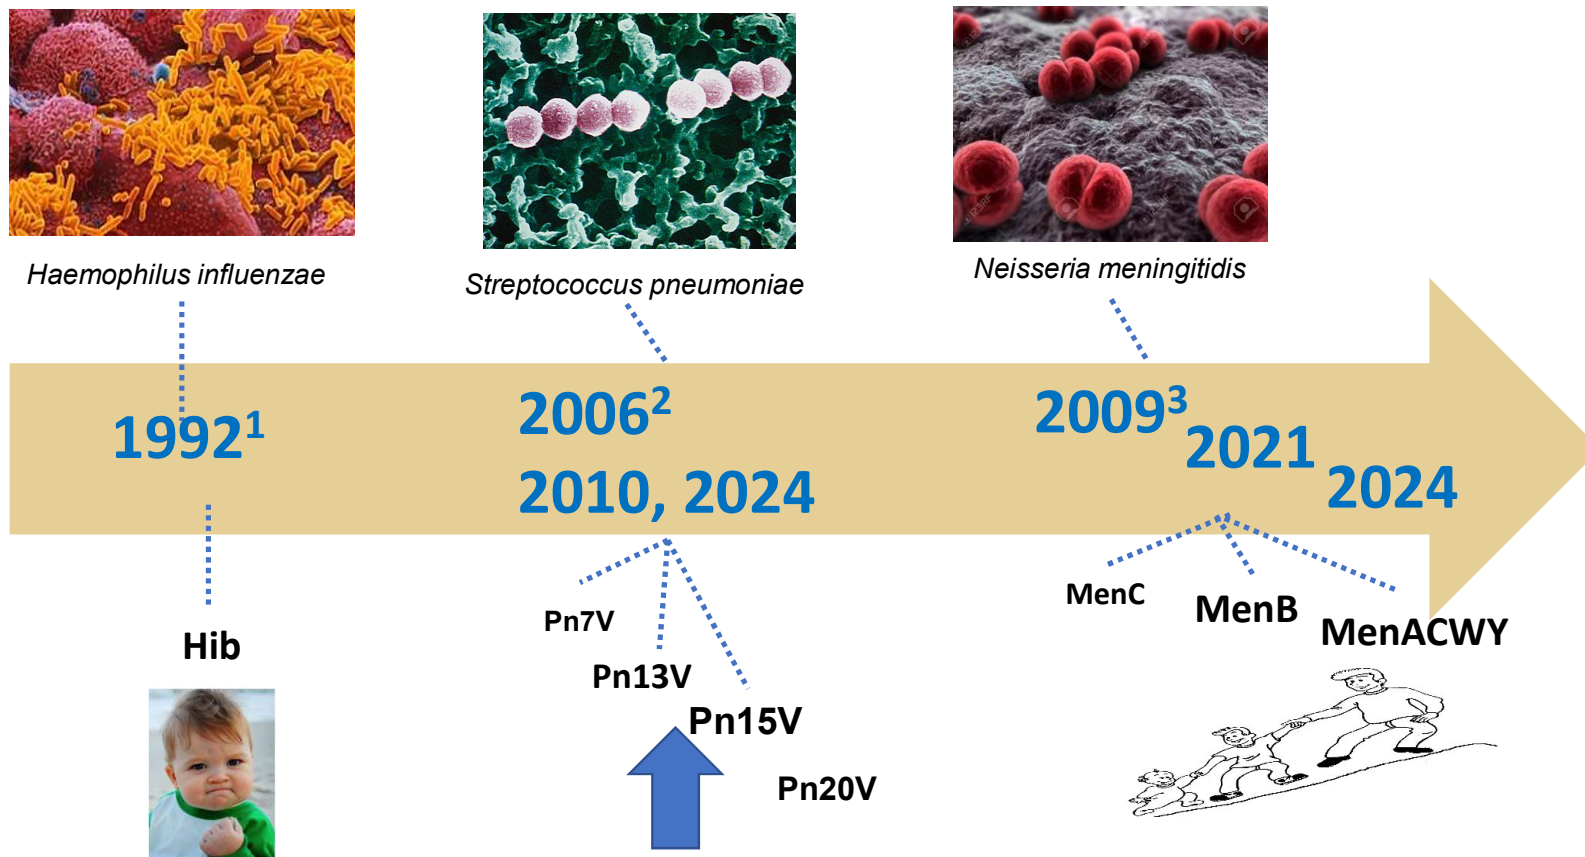 Haemophilus influenzae
Streptococcus pneumoniae
Neisseria meningitidis
1992¹
2006²
2010, 2024
2009³
2021
2024
Hib
Pn7V
Pn13V
Pn15V
Pn20V
MenC
MenB
MenACWY